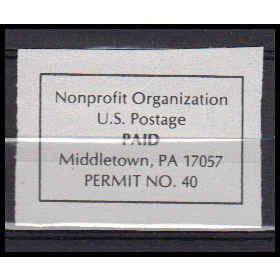 Nonprofit Organization
U.S. Postage
PAID
Middletown, PA 17057
PERMIT NO. 40